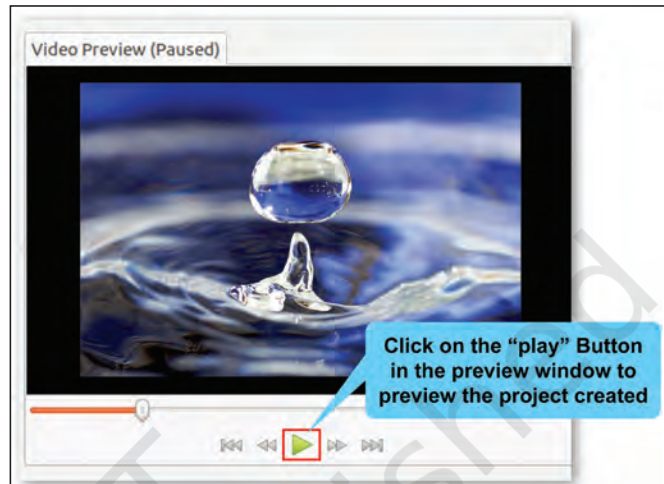 Video Preview (Paused)
Click on the “play” Button
in the preview window to
preview the project created